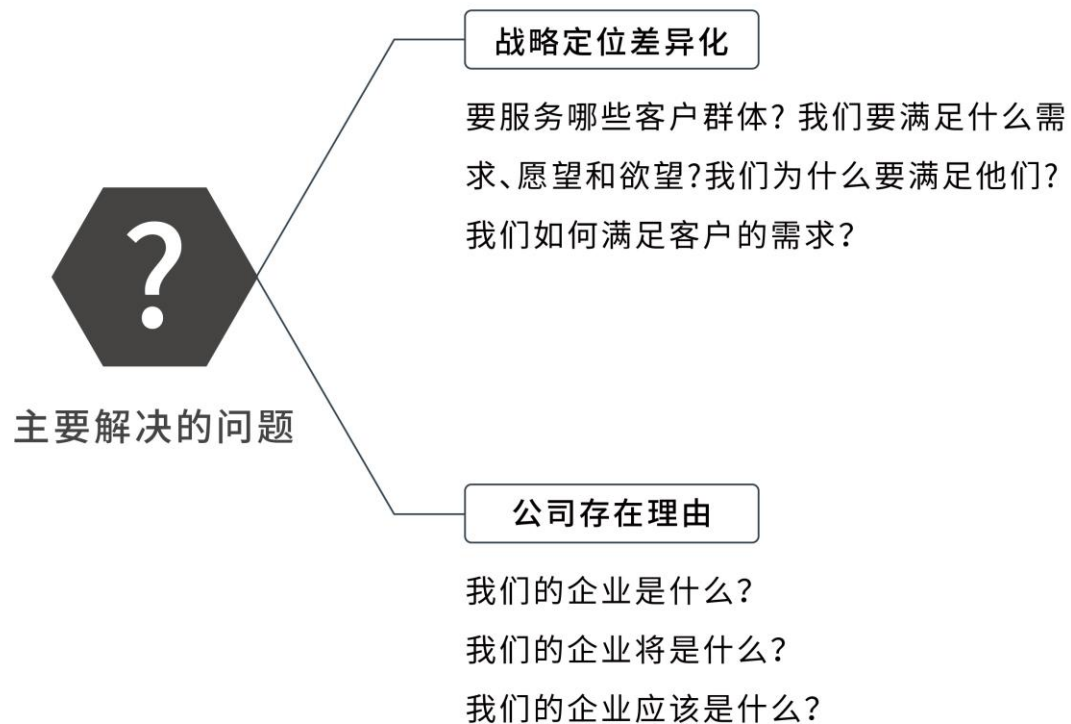 战略定位差异化
要服务哪些客户群体? 我们要满足什么需
求、愿望和欲望?我们为什么要满足他们?
我们如何满足客户的需求?
?
主要解决的问题
公司存在理由
我们的企业是什么?
我们的企业将是什么?
我们的企业应该是什么?